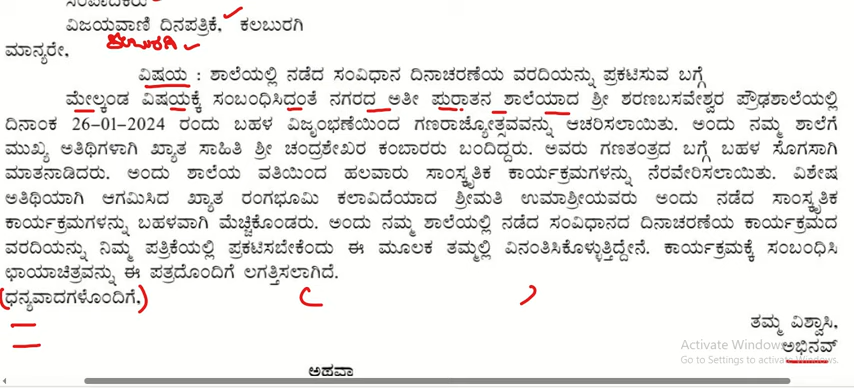 ಸಂಪಾದಕರು
ವಿಜಯವಾಣಿ ದಿನಪತ್ರಿಕೆ, ಕಲಬುರಗಿ
ಕಲಬುರಗಿ
ಮಾನ್ಯರೇ,
ವಿಷಯ : ಶಾಲೆಯಲ್ಲಿ ನಡೆದ ಸಂವಿಧಾನ ದಿನಾಚರಣೆಯ ವರದಿಯನ್ನು ಪ್ರಕಟಿಸುವ ಬಗ್ಗೆ
ಮೇಲ್ಕಂಡ ವಿಷಯಕ್ಕೆ ಸಂಬಂಧಿಸಿದಂತೆ ನಗರದ ಅತೀ ಪುರಾತನ ಶಾಲೆಯಾದ ಶ್ರೀ ಶರಣಬಸವೇಶ್ವರ ಪ್ರೌಢಶಾಲೆಯಲ್ಲಿ
ದಿನಾಂಕ 26-01-2024 ರಂದು ಬಹಳ ವಿಜೃಂಭಣೆಯಿಂದ ಗಣರಾಜ್ಯೋತ್ಸವವನ್ನು ಆಚರಿಸಲಾಯಿತು. ಅಂದು ನಮ್ಮ ಶಾಲೆಗೆ
ಮುಖ್ಯ ಅತಿಥಿಗಳಾಗಿ ಖ್ಯಾತ ಸಾಹಿತಿ ಶ್ರೀ ಚಂದ್ರಶೇಖರ ಕಂಬಾರರು ಬಂದಿದ್ದರು. ಅವರು ಗಣತಂತ್ರದ ಬಗ್ಗೆ ಬಹಳ ಸೊಗಸಾಗಿ
ಮಾತನಾಡಿದರು. ಅಂದು ಶಾಲೆಯ ವತಿಯಿಂದ ಹಲವಾರು ಸಾಂಸ್ಕೃತಿಕ ಕಾರ್ಯಕ್ರಮಗಳನ್ನು ನೆರವೇರಿಸಲಾಯಿತು. ವಿಶೇಷ
ಅತಿಥಿಯಾಗಿ ಆಗಮಿಸಿದ ಖ್ಯಾತ ರಂಗಭೂಮಿ ಕಲಾವಿದೆಯಾದ ಶ್ರೀಮತಿ ಉಮಾಶ್ರೀಯವರು ಅಂದು ನಡೆದ ಸಾಂಸ್ಕೃತಿಕ
ಕಾರ್ಯಕ್ರಮಗಳನ್ನು ಬಹಳವಾಗಿ ಮೆಚ್ಚಿಕೊಂಡರು. ಅಂದು ನಮ್ಮ ಶಾಲೆಯಲ್ಲಿ ನಡೆದ ಸಂವಿಧಾನದ ದಿನಾಚರಣೆಯ ಕಾರ್ಯಕ್ರಮದ
ವರದಿಯನ್ನು ನಿಮ್ಮ ಪತ್ರಿಕೆಯಲ್ಲಿ ಪ್ರಕಟಿಸಬೇಕೆಂದು ಈ ಮೂಲಕ ತಮ್ಮಲ್ಲಿ ವಿನಂತಿಸಿಕೊಳ್ಳುತ್ತಿದ್ದೇನೆ. ಕಾರ್ಯಕ್ರಮಕ್ಕೆ ಸಂಬಂಧಿಸಿ
ಛಾಯಾಚಿತ್ರವನ್ನು ಈ ಪತ್ರದೊಂದಿಗೆ ಲಗತ್ತಿಸಲಾಗಿದೆ.
(ಧನ್ಯವಾದಗಳೊಂದಿಗೆ,)
ತಮ್ಮ ವಿಶ್ವಾಸಿ,
Activate Windows
ಅಭಿನವ್
Go to Settings to activate Windows.
ಅಥವಾ